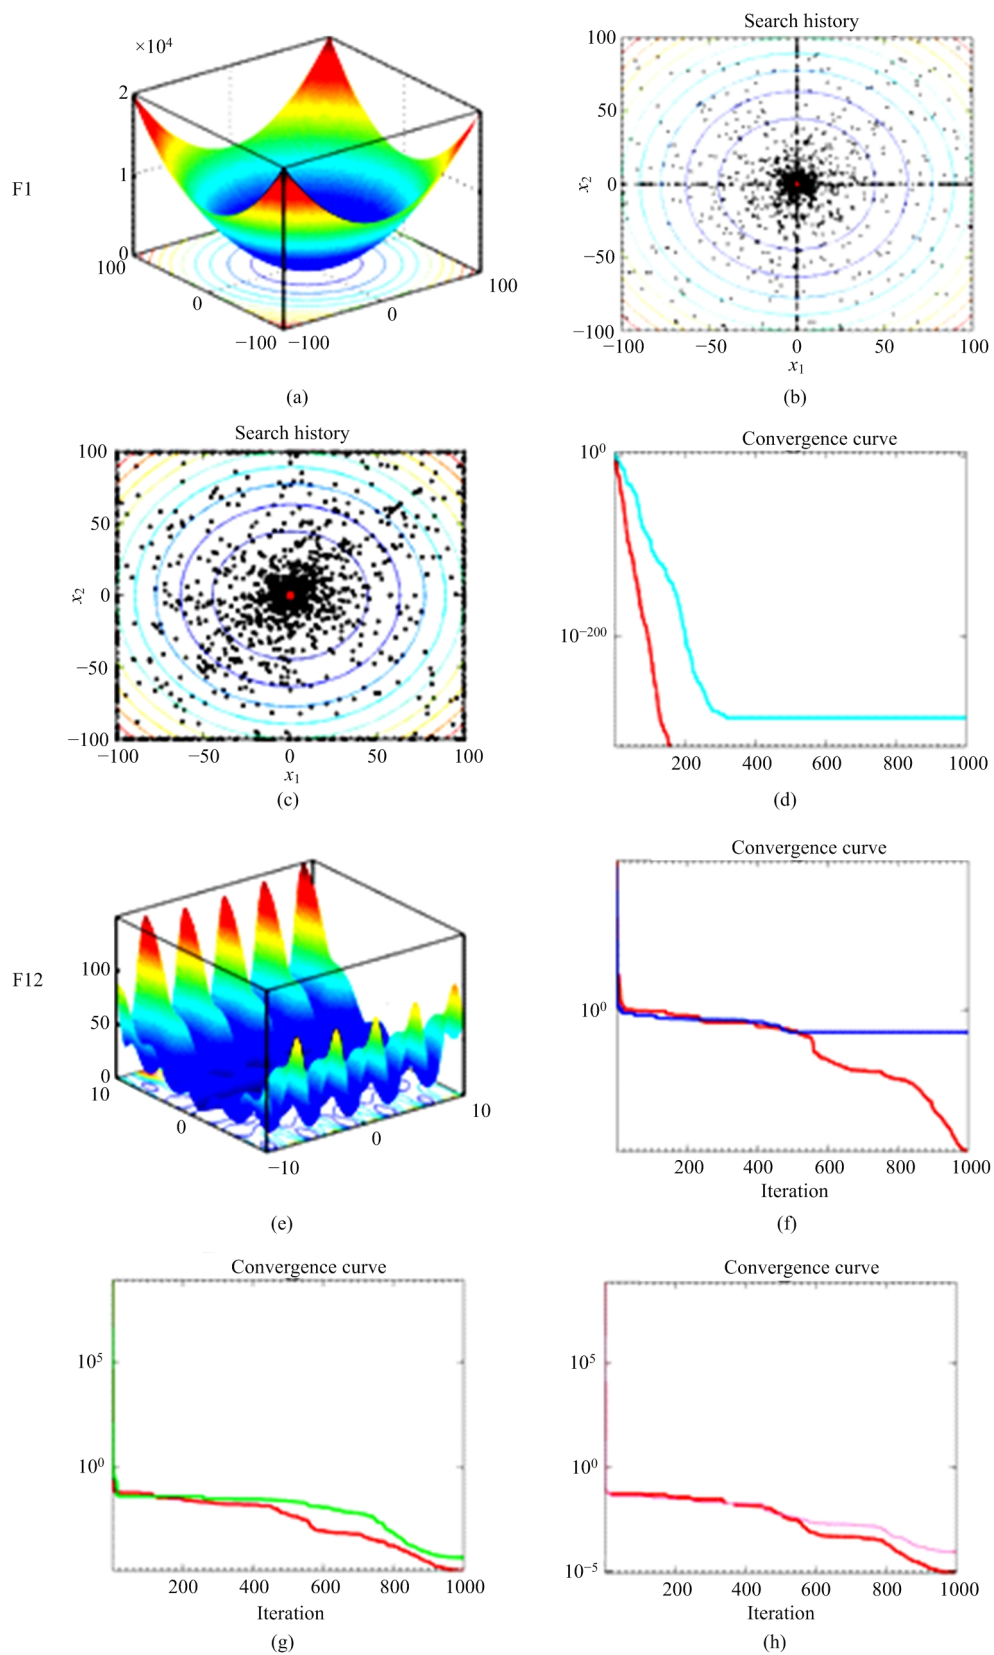 ×10⁴
2
F1
1
0
100
0
−100 −100
0
100
(a)
Search history
100
50
x₂ 0
−50
−100
−100 −50 0 50 100
x₁
(b)
Search history
100
50
x₂ 0
−50
−100
−100 −50 0 50 100
x₁
(c)
Convergence curve
10⁰
10⁻²⁰⁰
200 400 600 800 1000
(d)
F12
100
50
0
10
0
−10
0
10
(e)
Convergence curve
10⁰
200 400 600 800 1000
Iteration
(f)
Convergence curve
10⁵
10⁰
200 400 600 800 1000
Iteration
(g)
Convergence curve
10⁵
10⁰
10⁻⁵
200 400 600 800 1000
Iteration
(h)